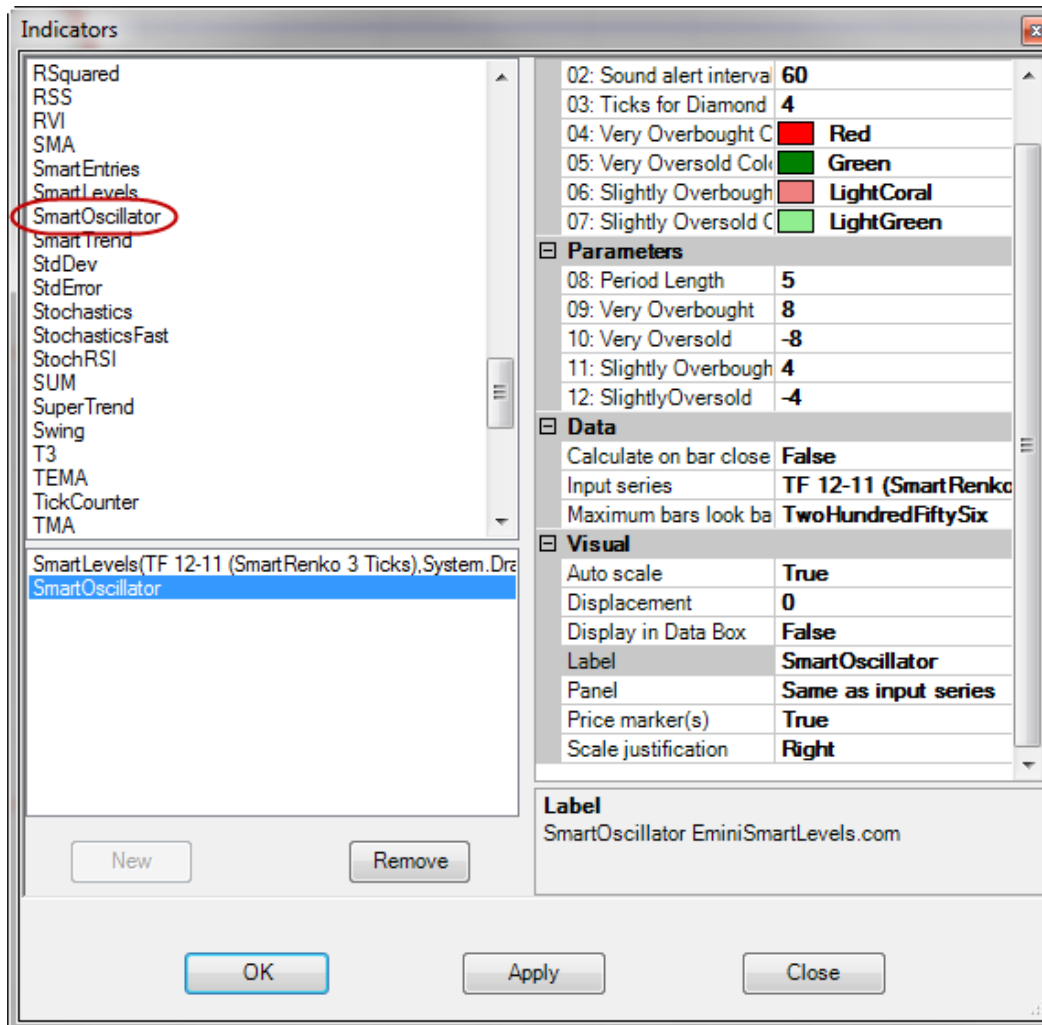 Indicators
RSquared
RSS
RVI
SMA
SmartEntries
SmartLevels
SmartOscillator
SmartTrend
StdDev
StdError
Stochastics
StochasticsFast
StochRSI
SUM
SuperTrend
Swing
T3
TEMA
TickCounter
TMA
SmartLevels(TF 12-11 (SmartRenko 3 Ticks),System.Dra
SmartOscillator
New
Remove
02: Sound alert interval 60
03: Ticks for Diamond 4
04: Very Overbought C Red
05: Very Oversold Colo Green
06: Slightly Overbough LightCoral
07: Slightly Oversold C LightGreen
Parameters
08: Period Length 5
09: Very Overbought 8
10: Very Oversold -8
11: Slightly Overbough 4
12: SlightlyOversold -4
Data
Calculate on bar close False
Input series TF 12-11 (SmartRenko
Maximum bars look ba TwoHundredFiftySix
Visual
Auto scale True
Displacement 0
Display in Data Box False
Label SmartOscillator
Panel Same as input series
Price marker(s) True
Scale justification Right
Label
SmartOscillator EminiSmartLevels.com
OK Apply Close